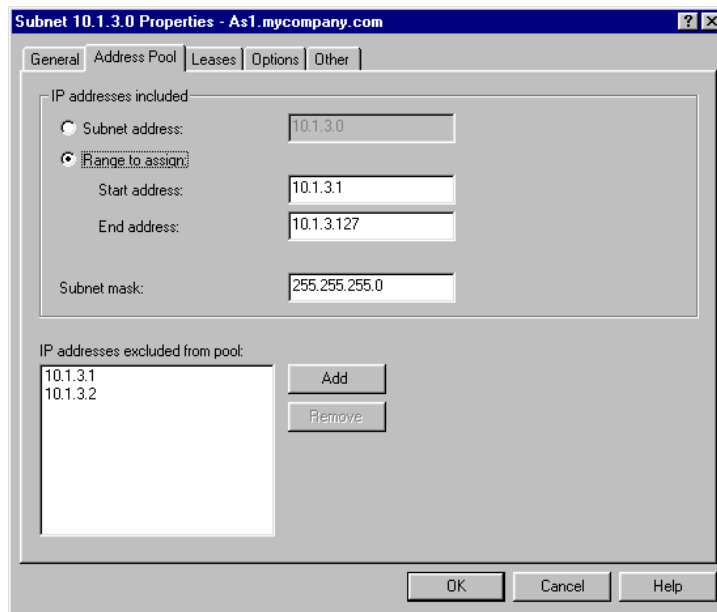 Subnet 10.1.3.0 Properties - As1.mycompany.com ? X
General Address Pool Leases Options Other
IP addresses included
Subnet address: 10.1.3.0
Range to assign:
Start address: 10.1.3.1
End address: 10.1.3.127
Subnet mask: 255.255.255.0
IP addresses excluded from pool:
10.1.3.1
10.1.3.2
Add
Remove
OK Cancel Help